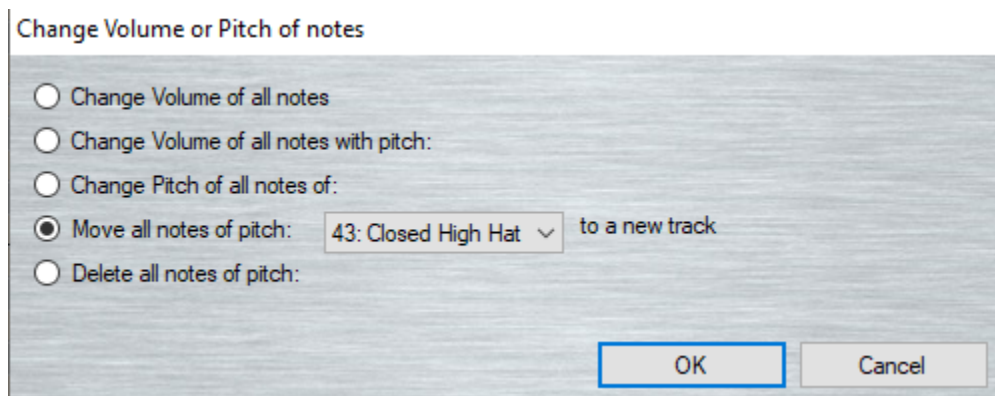 Change Volume or Pitch of notes
Change Volume of all notes
Change Volume of all notes with pitch:
Change Pitch of all notes of:
Move all notes of pitch: 43: Closed High Hat to a new track
Delete all notes of pitch:
OK Cancel